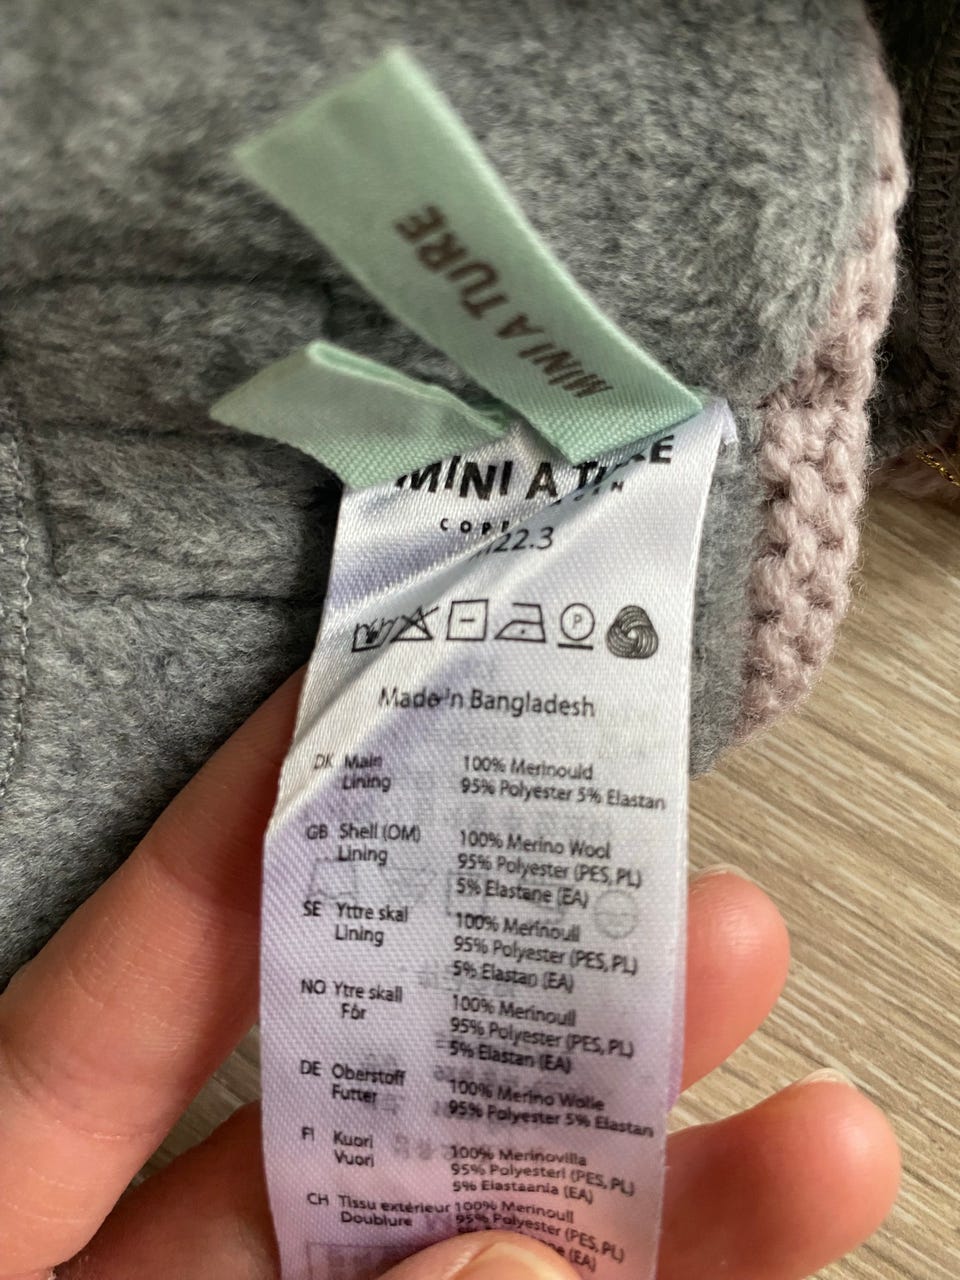 MINI A TURE
MINI A TURE
22.3
P
Made in Bangladesh
DK Main 100% Merinould
Lining 95% Polyester 5% Elastan
GB Shell (OM) 100% Merino Wool
Lining 95% Polyester (PES, PL)
5% Elastane (EA)
SE Yttre skal 100% Merinoull
Lining 95% Polyester (PES, PL)
5% Elastan (EA)
NO Ytre skall 100% Merinoull
Fôr 95% Polyester (PES, PL)
5% Elastan (EA)
DE Oberstoff 100% Merino Wolle
Futter 95% Polyester 5% Elastan
FI Kuori 100% Merinovilla
Vuori 95% Polyesteri (PES, PL)
5% Elastaania (EA)
CH Tissu extérieur 100% Merinoull
Doublure 95% Polyester (PES, PL)
(EA)